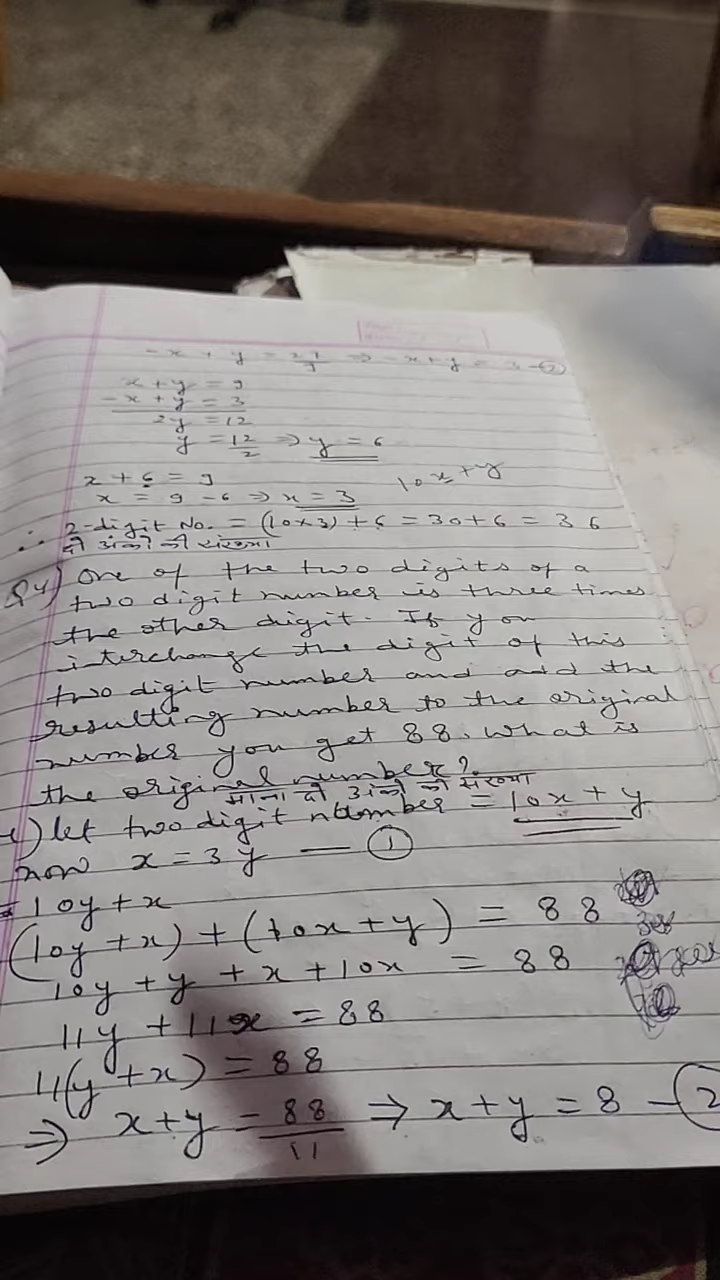 -x + y = 27/9 ⇒ -x+y = 3 -②
x + y = 9
-x + y = 3
2y = 12
y = 12/2 ⇒ y = 6
x + 6 = 9
10x+y
x = 9 - 6 ⇒ x = 3
∴ 2-digit No. = (10×3) + 6 = 30+6 = 36
दो अंको की संख्या
Q4) One of the two digits of a
two digit number is three times
the other digit. If you
interchange the digit of this
two digit number and add the
resulting number to the original
number you get 88. What is
the original number?
माना दो अंको की संख्या
let two digit number = 10x + y
now x = 3y — ①
= 10y + x
(10y + x) + (10x + y) = 88
10y + y + x + 10x = 88
11y + 11x = 88
11(y + x) = 88
⇒ x + y = 88/11 ⇒ x + y = 8 - ②